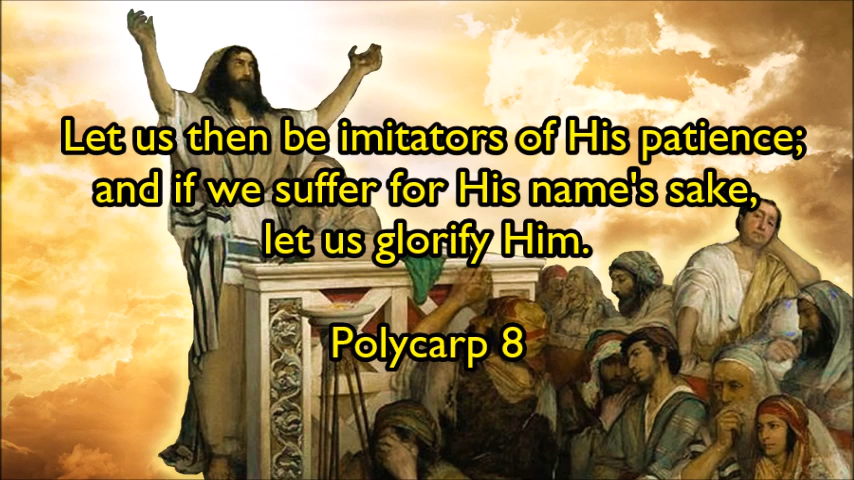 Let us then be imitators of His patience;
and if we suffer for His name's sake,
let us glorify Him.
Polycarp 8